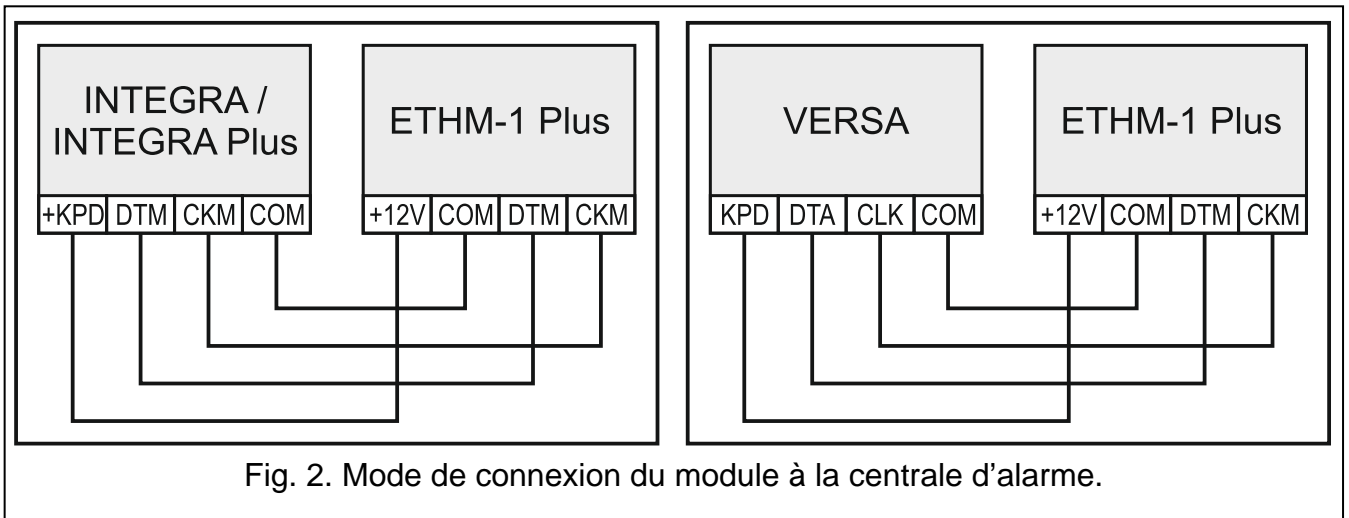 INTEGRA /
INTEGRA Plus
+KPD DTM CKM COM
ETHM-1 Plus
+12V COM DTM CKM
VERSA
KPD DTA CLK COM
ETHM-1 Plus
+12V COM DTM CKM
Fig. 2. Mode de connexion du module à la centrale d’alarme.